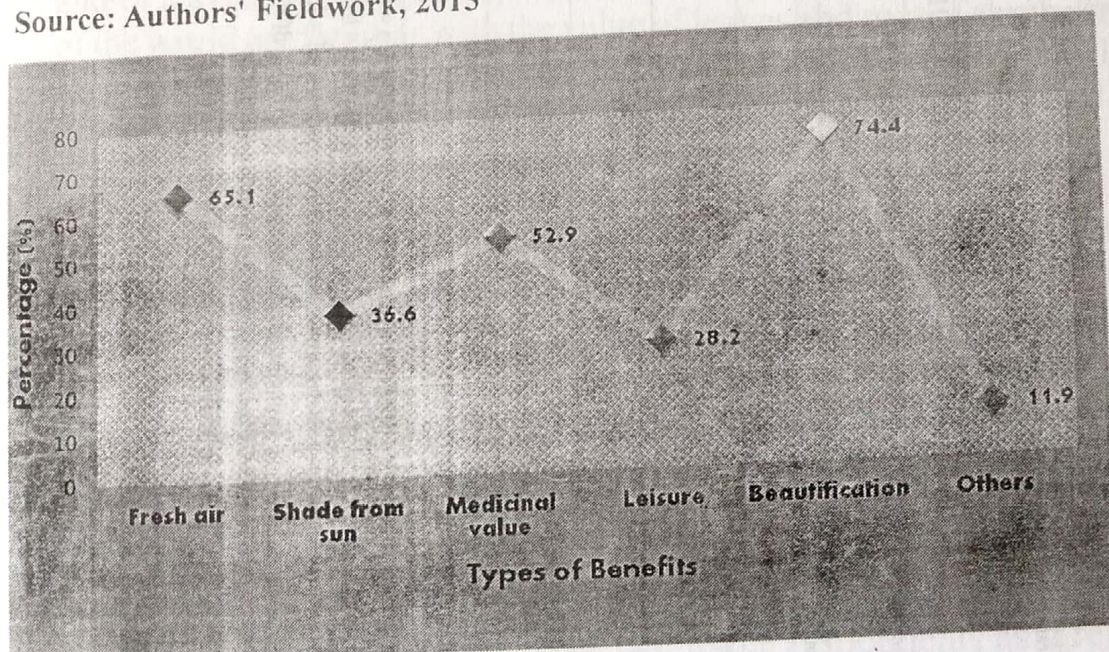 Source: Authors' Fieldwork, 2013
80
70
60
50
40
30
20
10
0
Percentage (%)
65.1
36.6
52.9
28.2
74.4
11.9
Fresh air
Shade from
sun
Medicinal
value
Leisure
Beautification
Others
Types of Benefits